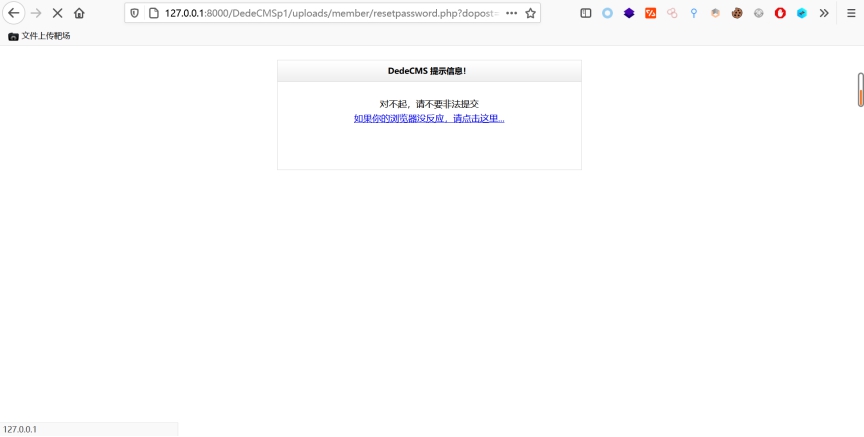 127.0.0.1:8000/DedeCMSp1/uploads/member/resetpassword.php?dopost=
文件上传靶场
DedeCMS 提示信息！
对不起，请不要非法提交
如果你的浏览器没反应，请点击这里...
127.0.0.1